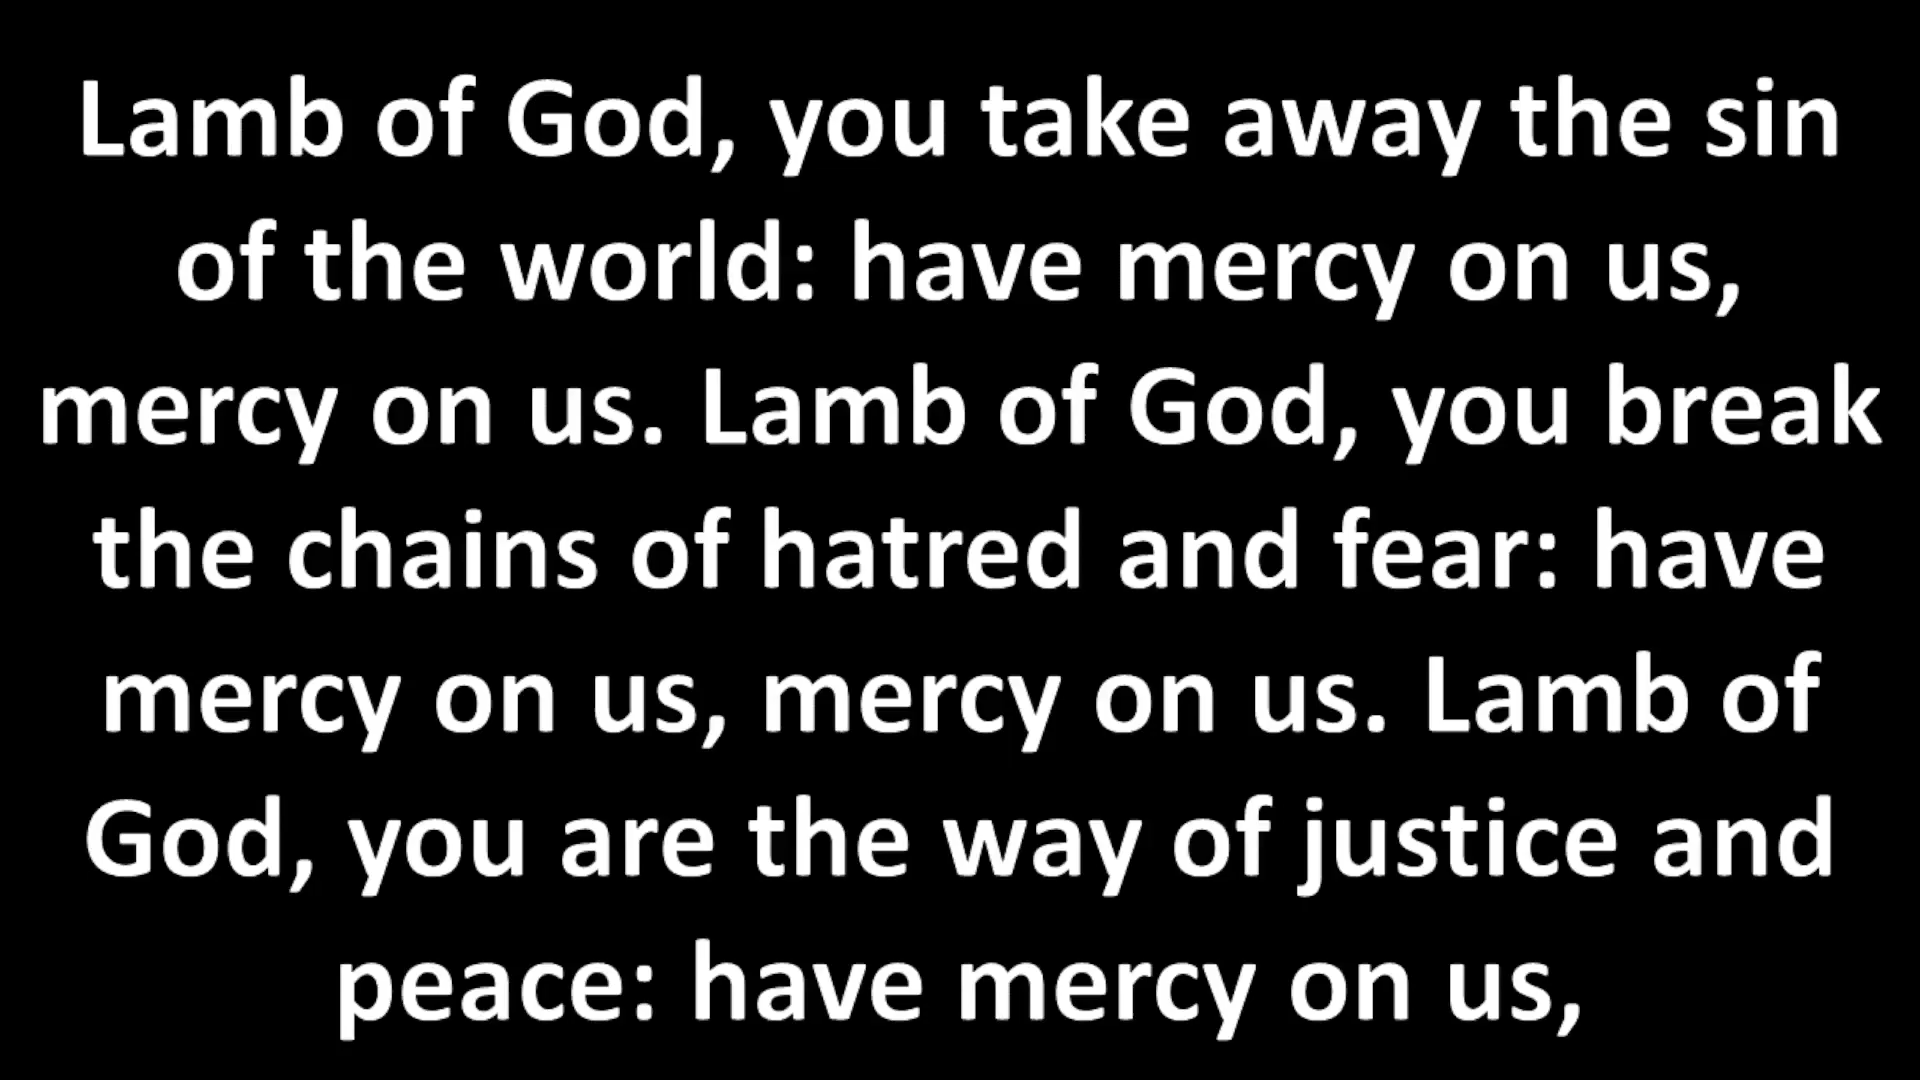 Lamb of God, you take away the sin
of the world: have mercy on us,
mercy on us. Lamb of God, you break
the chains of hatred and fear: have
mercy on us, mercy on us. Lamb of
God, you are the way of justice and
peace: have mercy on us,